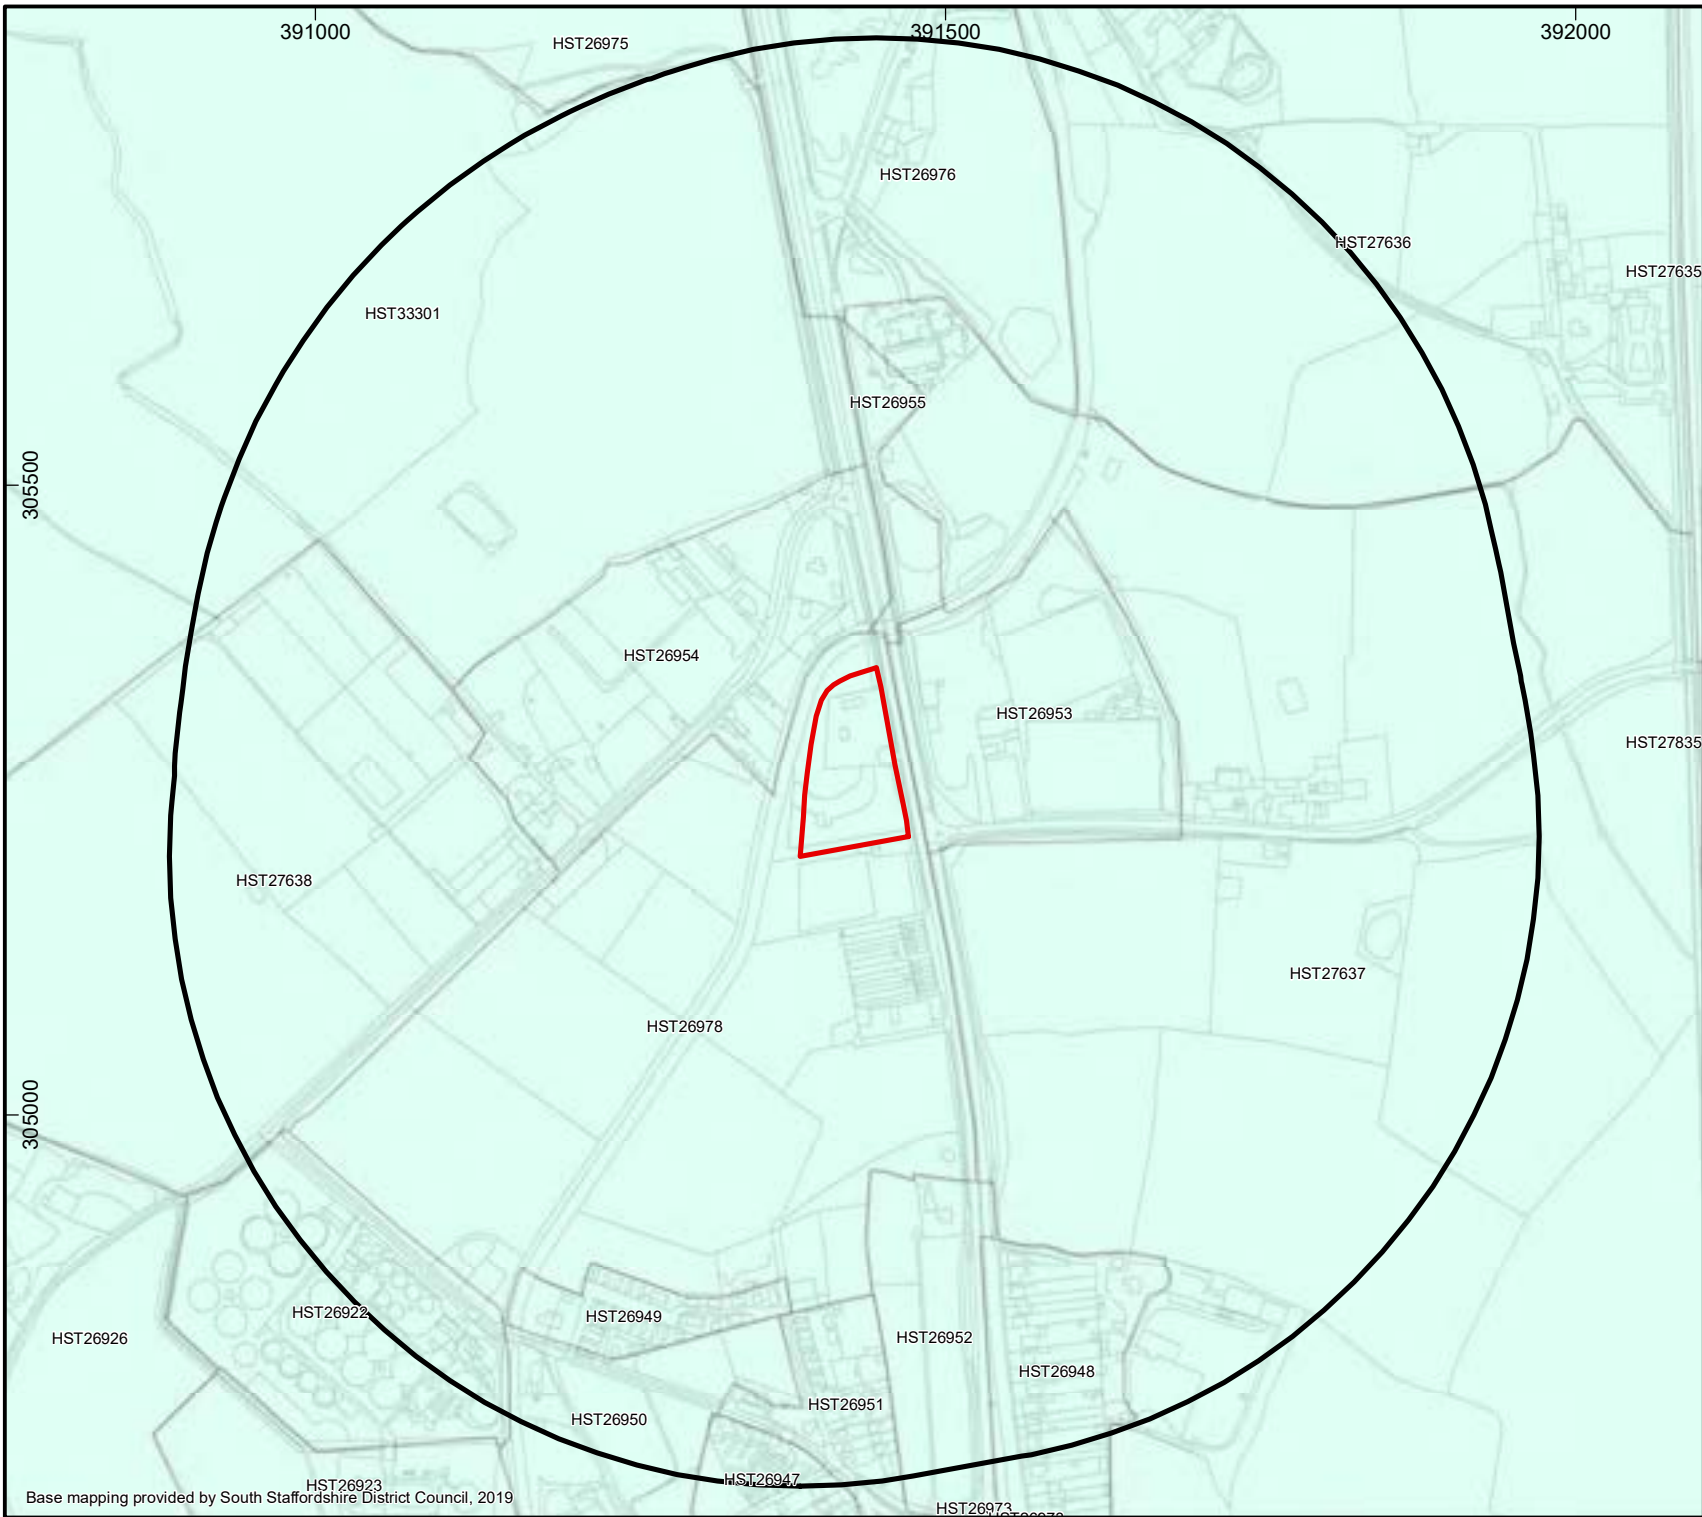 391000
391500
392000
HST26975
HST26976
HST27636
HST27635
HST33301
HST26955
305500
HST26954
HST26953
HST27835
HST27638
HST27637
HST26978
305000
HST26922
HST26949
HST26926
HST26952
HST26948
HST26951
HST26950
HST26947
HST26923
Base mapping provided by South Staffordshire District Council, 2019
HST26973